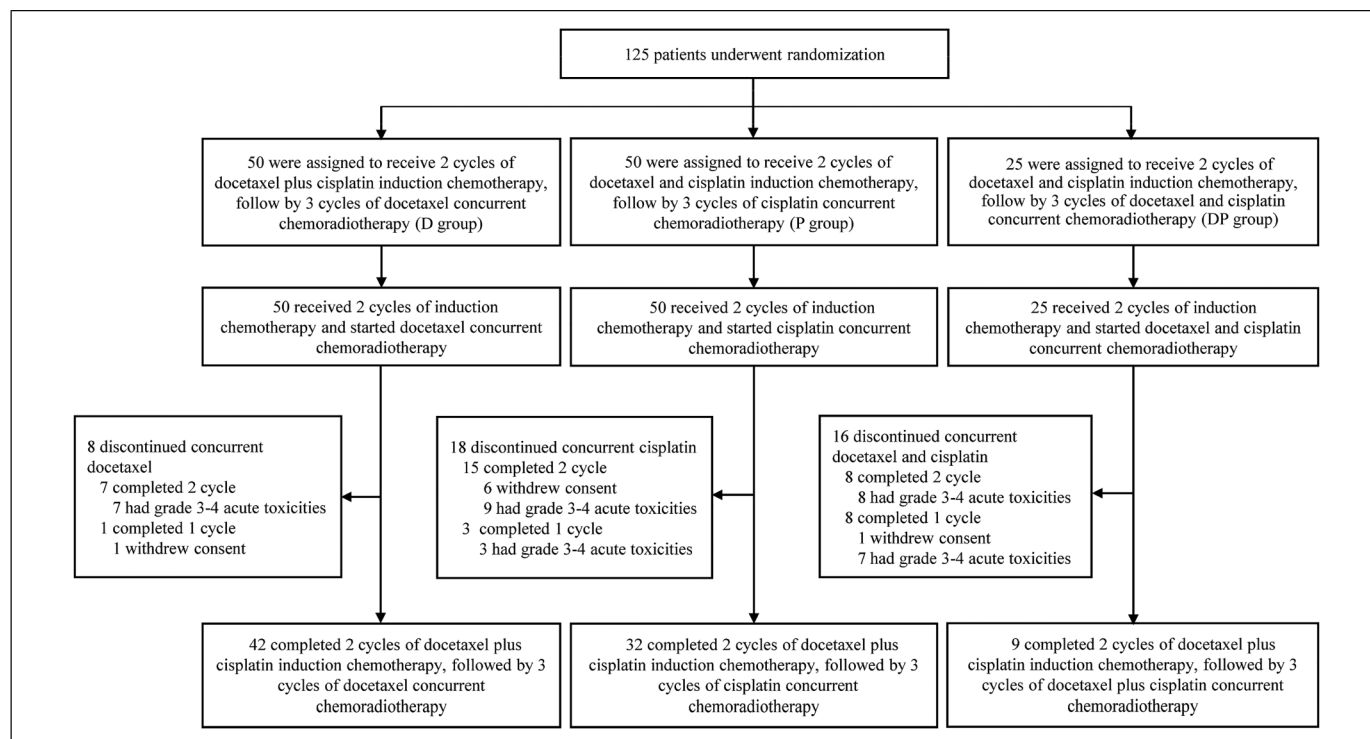 125 patients underwent randomization
50 were assigned to receive 2 cycles of
docetaxel plus cisplatin induction chemotherapy,
follow by 3 cycles of docetaxel concurrent
chemoradiotherapy (D group)
50 were assigned to receive 2 cycles of
docetaxel and cisplatin induction chemotherapy,
follow by 3 cycles of cisplatin concurrent
chemoradiotherapy (P group)
25 were assigned to receive 2 cycles of
docetaxel and cisplatin induction chemotherapy,
follow by 3 cycles of docetaxel and cisplatin
concurrent chemoradiotherapy (DP group)
50 received 2 cycles of induction
chemotherapy and started docetaxel concurrent
chemoradiotherapy
50 received 2 cycles of induction
chemotherapy and started cisplatin concurrent
chemoradiotherapy
25 received 2 cycles of induction
chemotherapy and started docetaxel and cisplatin
concurrent chemoradiotherapy
8 discontinued concurrent
docetaxel
7 completed 2 cycle
7 had grade 3-4 acute toxicities
1 completed 1 cycle
1 withdrew consent
18 discontinued concurrent cisplatin
15 completed 2 cycle
6 withdrew consent
9 had grade 3-4 acute toxicities
3 completed 1 cycle
3 had grade 3-4 acute toxicities
16 discontinued concurrent
docetaxel and cisplatin
8 completed 2 cycle
8 had grade 3-4 acute toxicities
8 completed 1 cycle
1 withdrew consent
7 had grade 3-4 acute toxicities
42 completed 2 cycles of docetaxel plus
cisplatin induction chemotherapy, followed by 3
cycles of docetaxel concurrent
chemoradiotherapy
32 completed 2 cycles of docetaxel plus
cisplatin induction chemotherapy, followed by 3
cycles of cisplatin concurrent
chemoradiotherapy
9 completed 2 cycles of docetaxel plus
cisplatin induction chemotherapy, followed by 3
cycles of docetaxel plus cisplatin concurrent
chemoradiotherapy